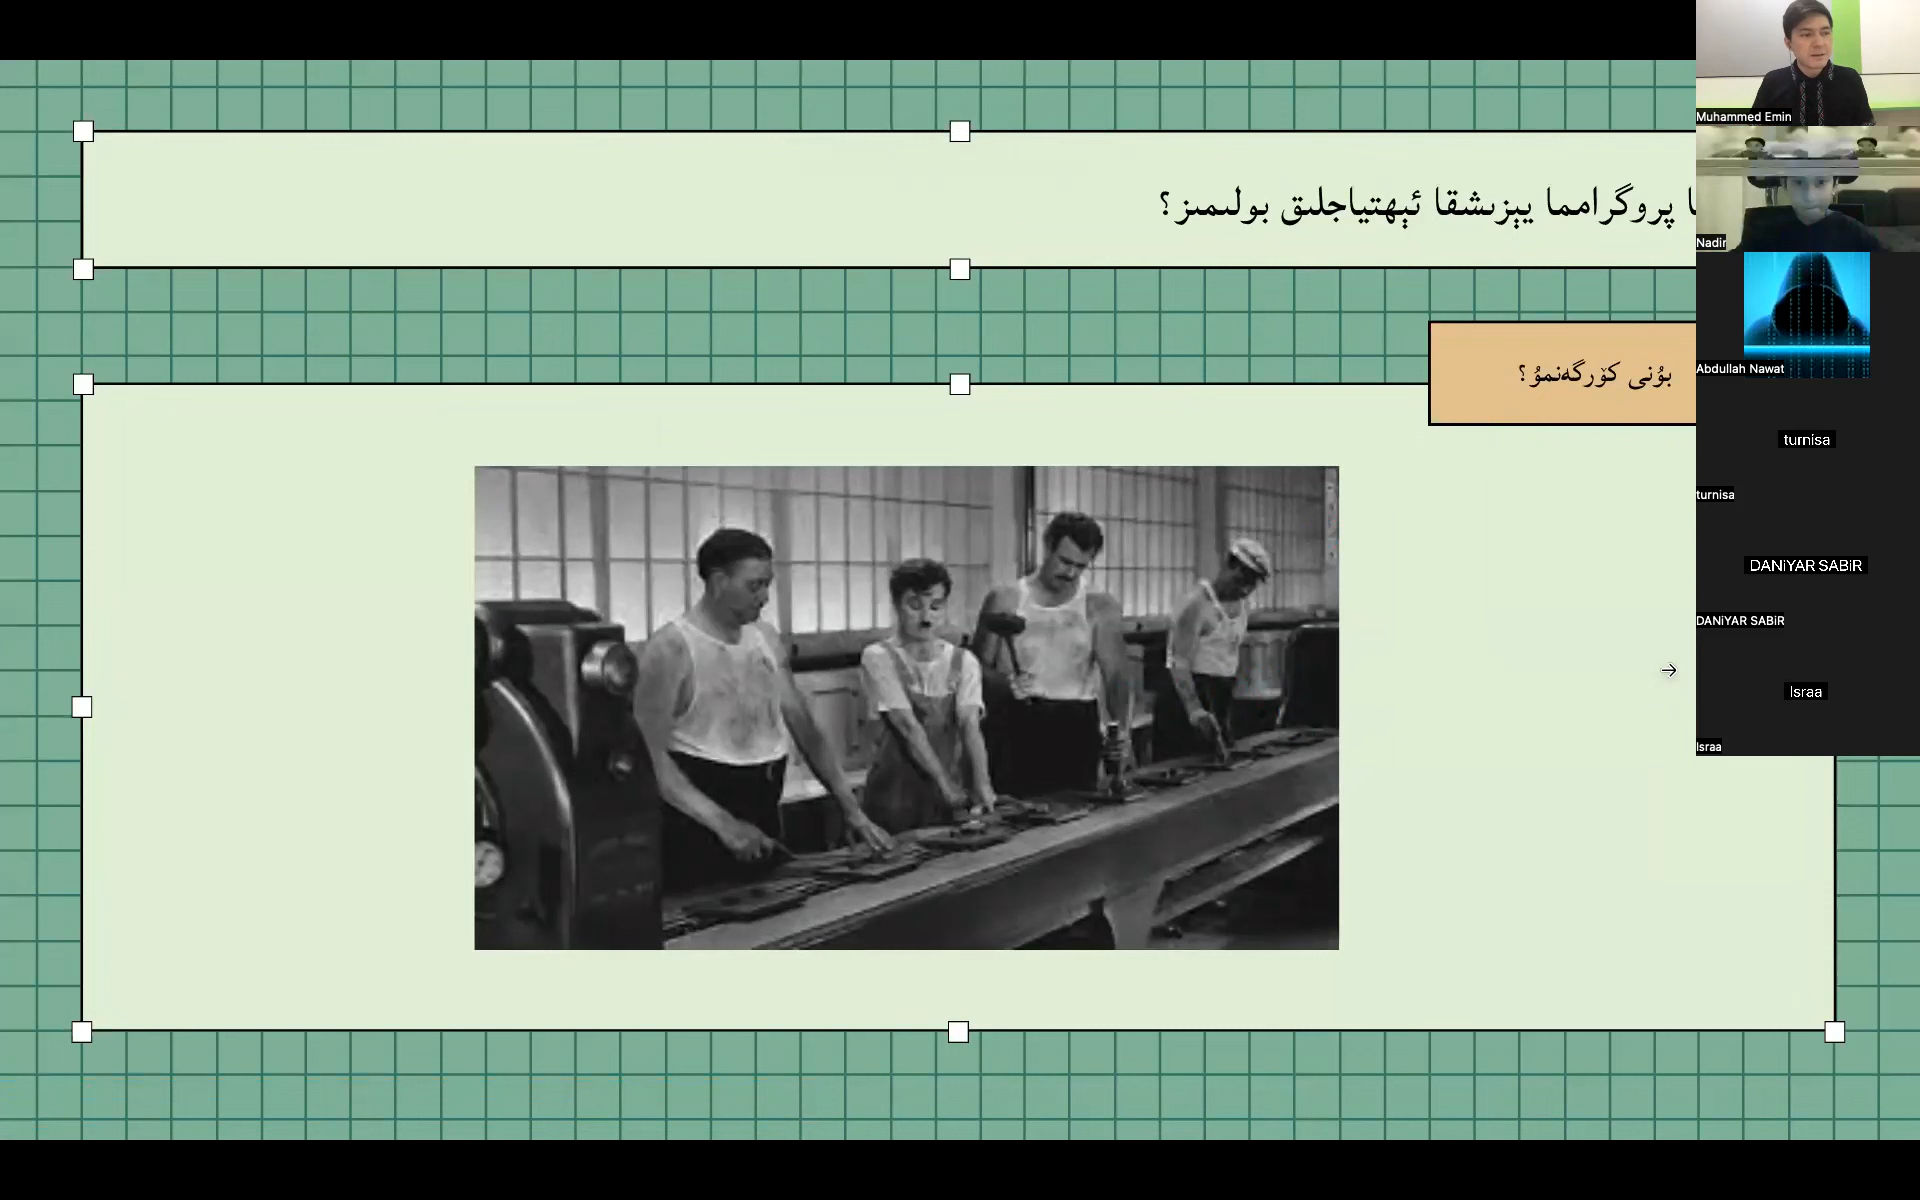 پروگرامما يېزىشقا ئېھتىياجلىق بولىمىز؟
بۇنى كۆرگەنمۇ؟
Muhammed Emin
Nadir
Abdullah Nawat
turnisa
turnisa
DANiYAR SABiR
DANiYAR SABiR
Israa
Israa